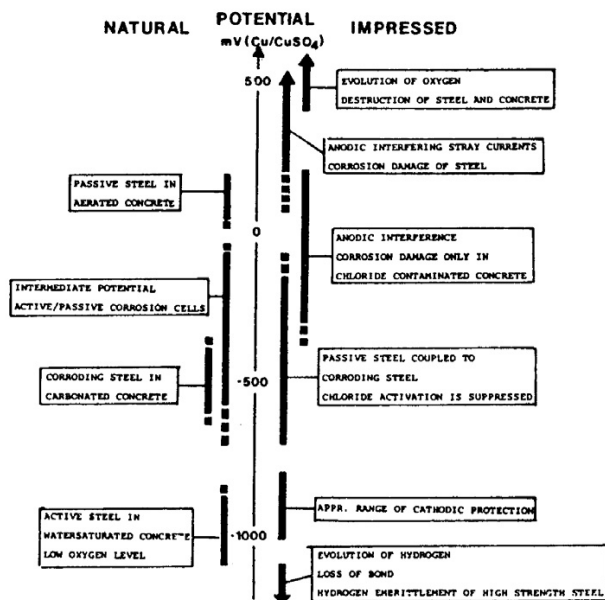 POTENTIAL
NATURAL
IMPRESSED
mV(Cu/CuSO4)
500
EVOLUTION OF OXYGEN
DESTRUCTION OF STEEL AND CONCRETE
ANODIC INTERFERING STRAY CURRENTS
CORROSION DAMAGE OF STEEL
PASSIVE STEEL IN
AERATED CONCRETE
0
ANODIC INTERFERENCE
CORROSION DAMAGE ONLY IN
CHLORIDE CONTAMINATED CONCRETE
INTERMEDIATE POTENTIAL
ACTIVE/PASSIVE CORROSION CELLS
CORRODING STEEL IN
CARBONATED CONCRETE
-500
PASSIVE STEEL COUPLED TO
CORRODING STEEL
CHLORIDE ACTIVATION IS SUPPRESSED
APPR. RANGE OF CATHODIC PROTECTION
ACTIVE STEEL IN
WATERSATURATED CONCRETE
LOW OXYGEN LEVEL
-1000
EVOLUTION OF HYDROGEN
LOSS OF BOND
HYDROGEN EMBRITTLEMENT OF HIGH STRENGTH STEEL